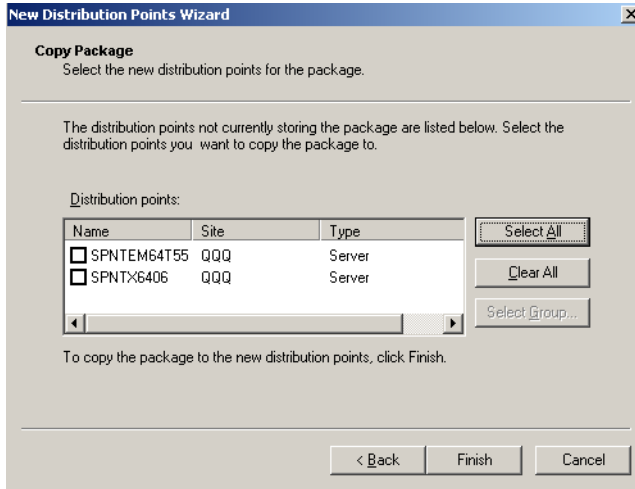 New Distribution Points Wizard
Copy Package
Select the new distribution points for the package.
The distribution points not currently storing the package are listed below. Select the
distribution points you want to copy the package to.
Distribution points:
Name Site Type
SPNTEM64T55 QQQ Server
SPNTX6406 QQQ Server
Select All
Clear All
Select Group...
To copy the package to the new distribution points, click Finish.
< Back Finish Cancel